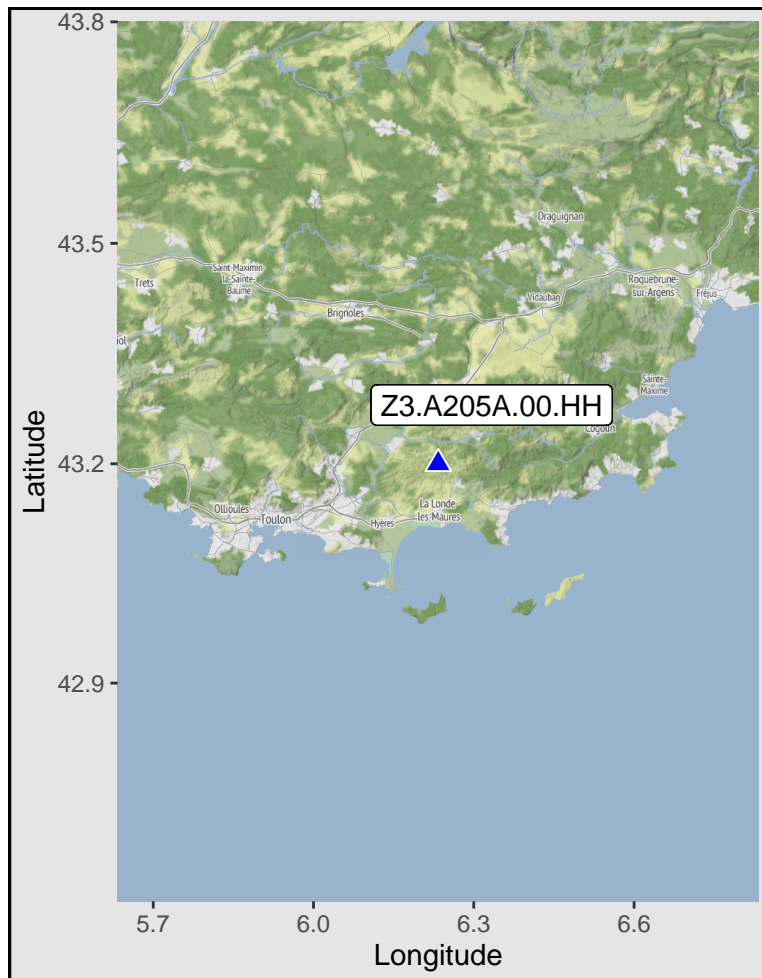 43.8
43.5
43.2
42.9
Latitude
Draguignan
Saint-Maximin-
la-Sainte-
Baume
Trets
Roquebrune-
sur-Argens
Fréjus
Vidauban
Brignoles
Sainte-
Maxime
Z3.A205A.00.HH
Cogolin
La Londe-
les-Maures
Ollioules
Toulon
Hyères
5.7
6.0
6.3
6.6
Longitude